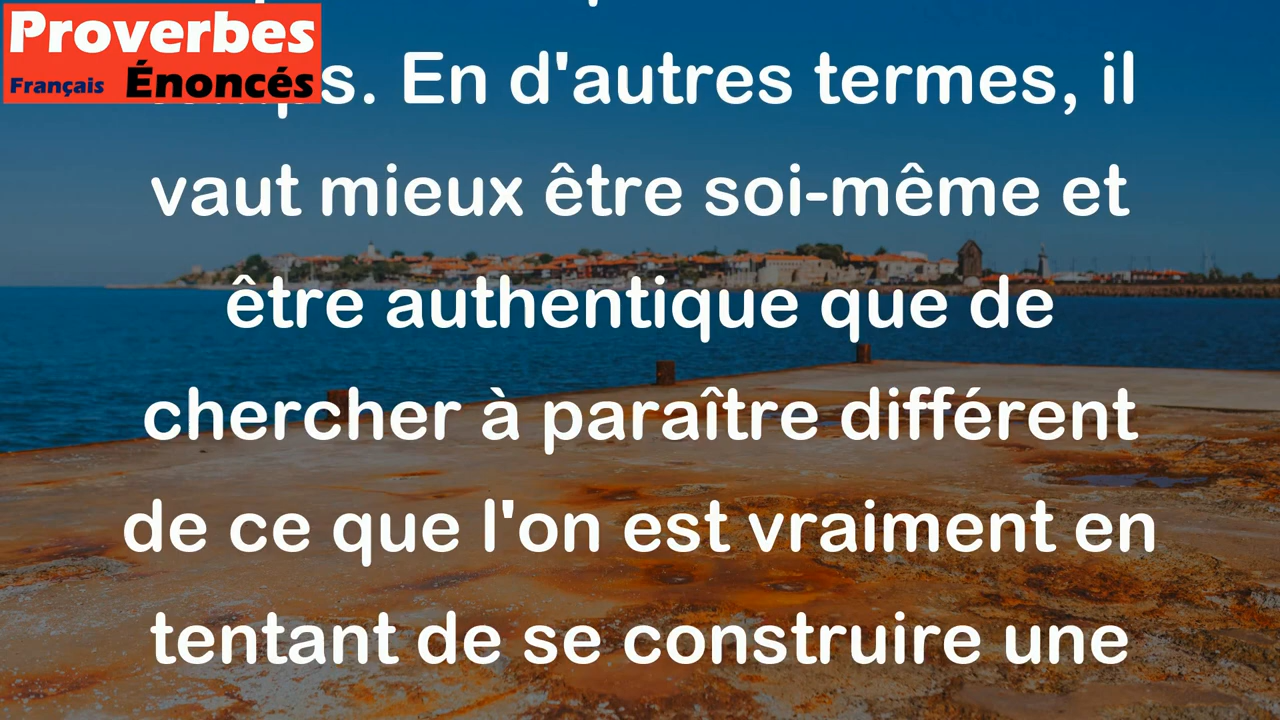 Proverbes
Français Énoncés
En d'autres termes, il
vaut mieux être soi-même et
être authentique que de
chercher à paraître différent
de ce que l'on est vraiment en
tentant de se construire une